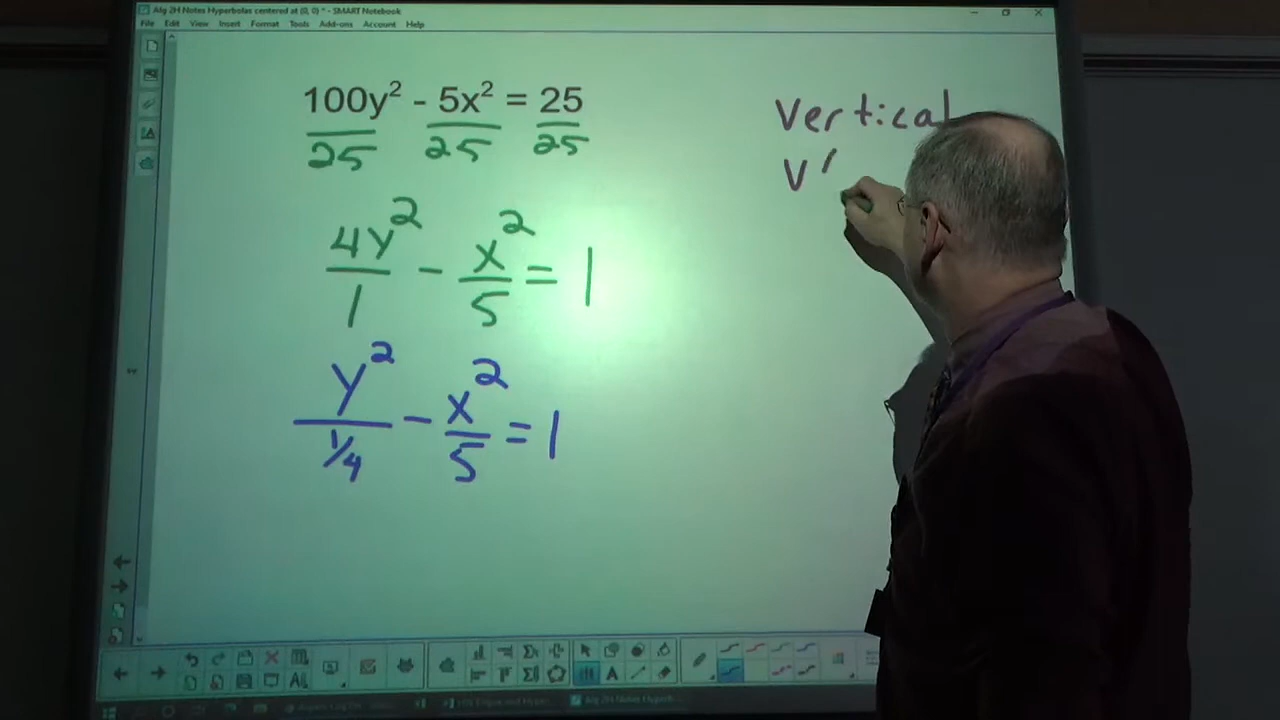 Alg 2H Notes Hyperbolas centered at (0, 0) * - SMART Notebook
File Edit View Insert Format Tools Add-ons Account Help
100y² - 5x² = 25
25 25 25
4y² / 1 - x² / 5 = 1
y² / ¼ - x² / 5 = 1
Vertical
V(